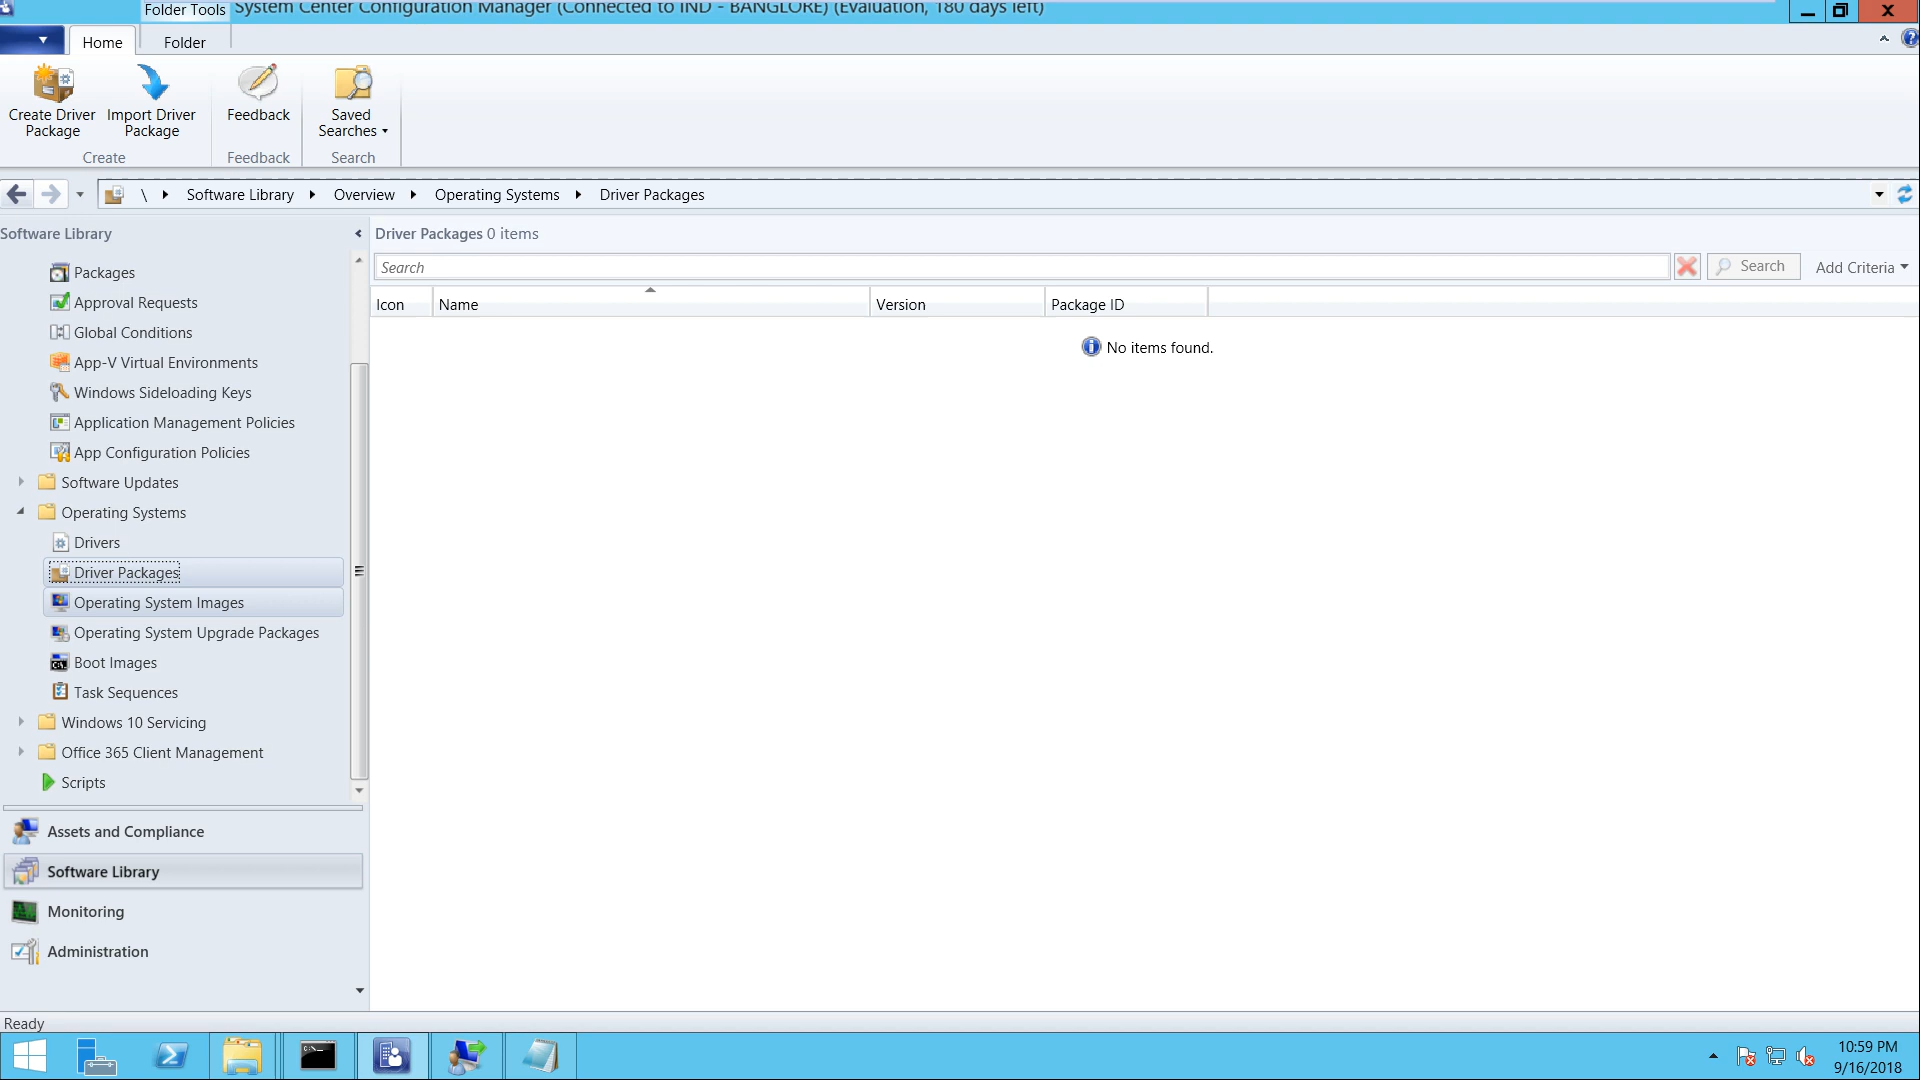 Folder Tools System Center Configuration Manager (Connected to IND - BANGLORE) (Evaluation, 180 days left)
Home Folder
Create Driver Package
Import Driver Package
Feedback
Saved Searches
Create Feedback Search
\ Software Library Overview Operating Systems Driver Packages
Software Library
Packages
Approval Requests
Global Conditions
App-V Virtual Environments
Windows Sideloading Keys
Application Management Policies
App Configuration Policies
Software Updates
Operating Systems
Drivers
Driver Packages
Operating System Images
Operating System Upgrade Packages
Boot Images
Task Sequences
Windows 10 Servicing
Office 365 Client Management
Scripts
Assets and Compliance
Software Library
Monitoring
Administration
Driver Packages 0 items
Search Search Add Criteria
Icon Name Version Package ID
No items found.
Ready
10:59 PM
9/16/2018